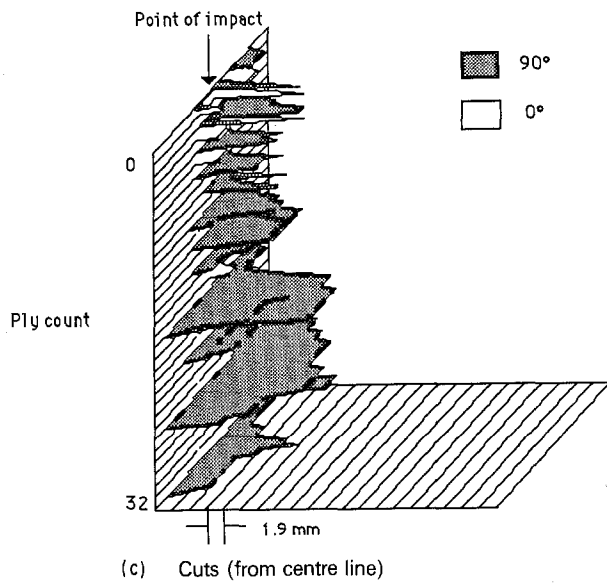 Point of impact
90°
0°
0
Ply count
32
1.9 mm
(c) Cuts (from centre line)